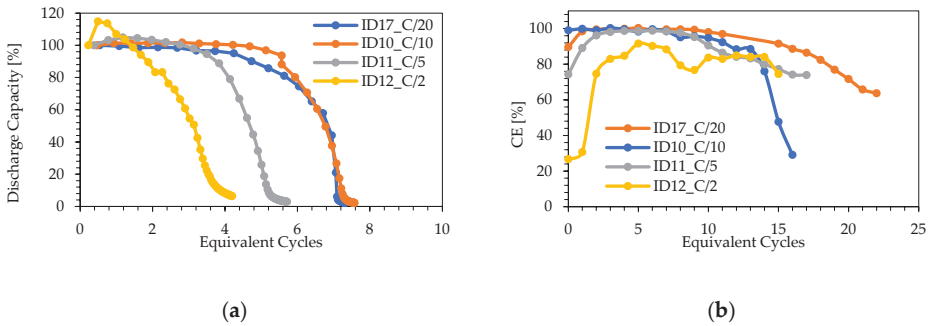 120
100
80
60
40
20
0
Discharge Capacity [%]
0 2 4 6 8 10
Equivalent Cycles
ID17_C/20
ID10_C/10
ID11_C/5
ID12_C/2
(a)
100
80
60
40
20
0
CE [%]
0 5 10 15 20 25
Equivalent Cycles
ID17_C/20
ID10_C/10
ID11_C/5
ID12_C/2
(b)